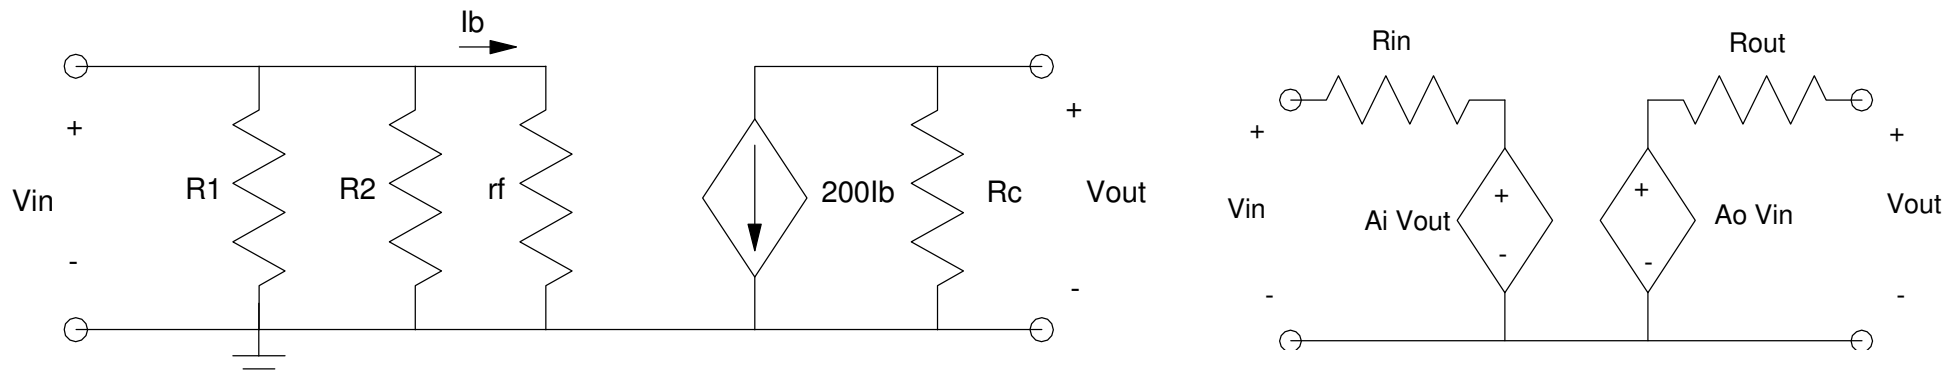 Ib
+
Vin
-
R1
R2
rf
200Ib
Rc
+
Vout
-
Rin
Rout
+
Vin
-
Ai Vout
+
-
+
-
Ao Vin
+
Vout
-